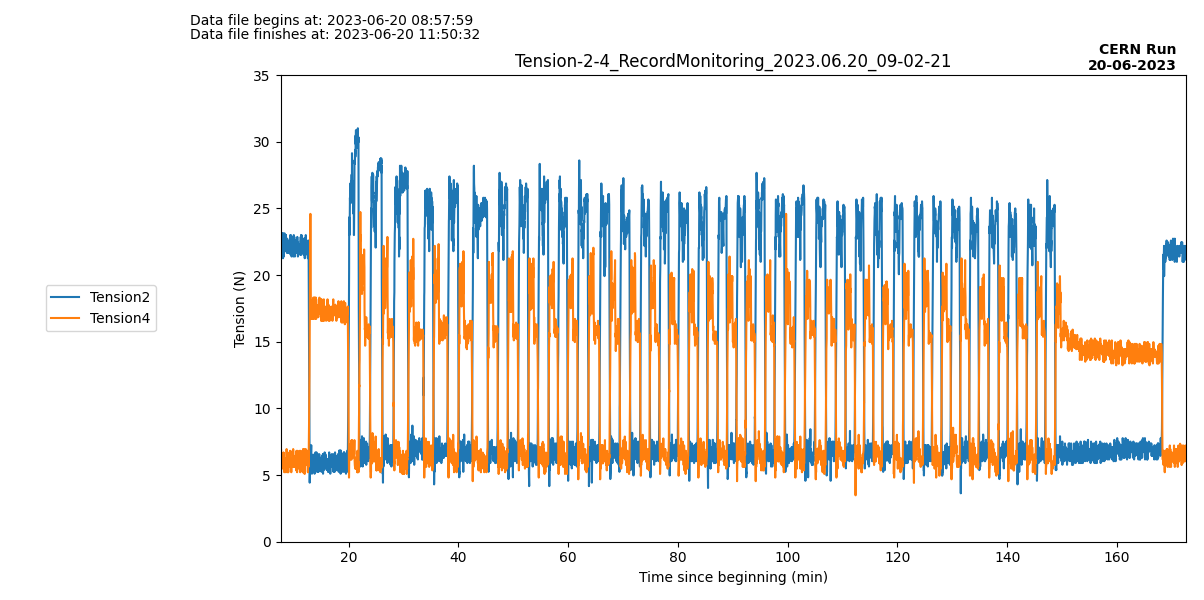 Data file begins at: 2023-06-20 08:57:59
Data file finishes at: 2023-06-20 11:50:32
CERN Run
20-06-2023
Tension-2-4_RecordMonitoring_2023.06.20_09-02-21
35
30
25
20
15
10
5
0
Tension (N)
Tension2
Tension4
20 40 60 80 100 120 140 160
Time since beginning (min)